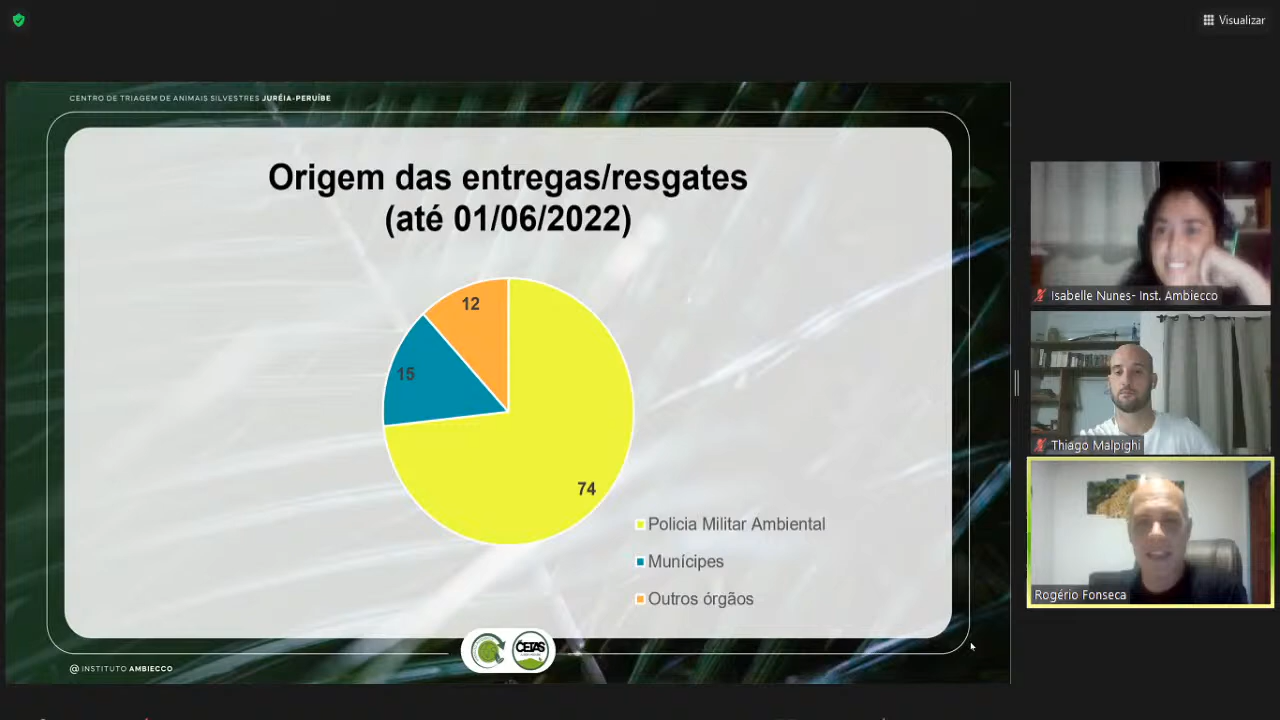 Visualizar
CENTRO DE TRIAGEM DE ANIMAIS SILVESTRES JURÉIA-PERUÍBE
Origem das entregas/resgates
(até 01/06/2022)
12
15
74
Policia Militar Ambiental
Munícipes
Outros órgãos
CETAS
@ INSTITUTO AMBIECCO
Isabelle Nunes- Inst. Ambiecco
Thiago Malpighi
Rogério Fonseca